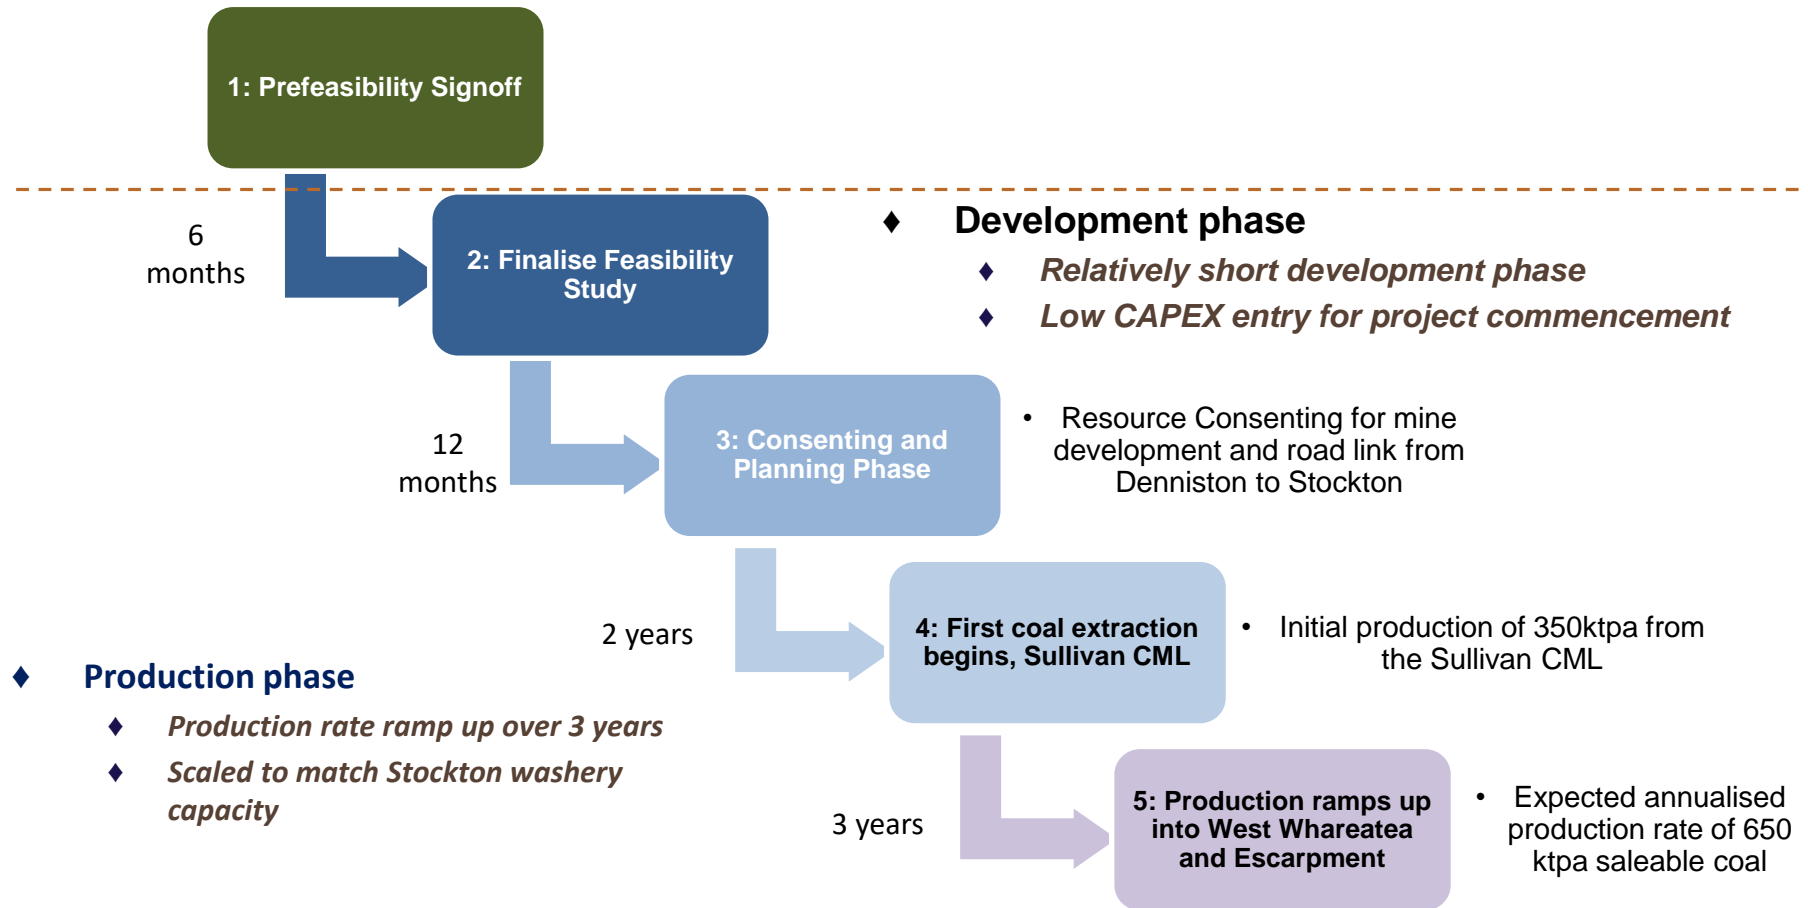 1: Prefeasibility Signoff
6
months
2: Finalise Feasibility
Study
♦ Development phase
♦ Relatively short development phase
♦ Low CAPEX entry for project commencement
12
months
3: Consenting and
Planning Phase
• Resource Consenting for mine
development and road link from
Denniston to Stockton
2 years
4: First coal extraction
begins, Sullivan CML
• Initial production of 350ktpa from
the Sullivan CML
♦ Production phase
♦ Production rate ramp up over 3 years
♦ Scaled to match Stockton washery
capacity
3 years
5: Production ramps up
into West Whareatea
and Escarpment
• Expected annualised
production rate of 650
ktpa saleable coal